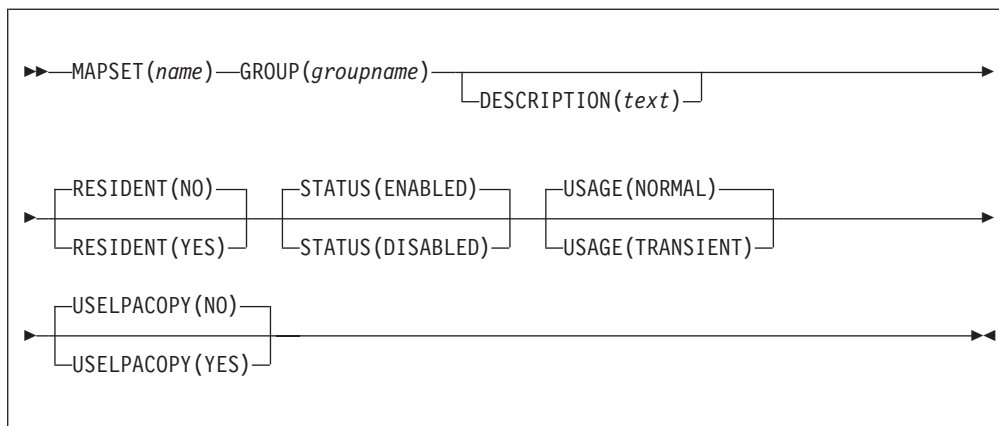 MAPSET(name) GROUP(groupname)
DESCRIPTION(text)
RESIDENT(NO) STATUS(ENABLED) USAGE(NORMAL)
RESIDENT(YES) STATUS(DISABLED) USAGE(TRANSIENT)
USELPACOPY(NO)
USELPACOPY(YES)